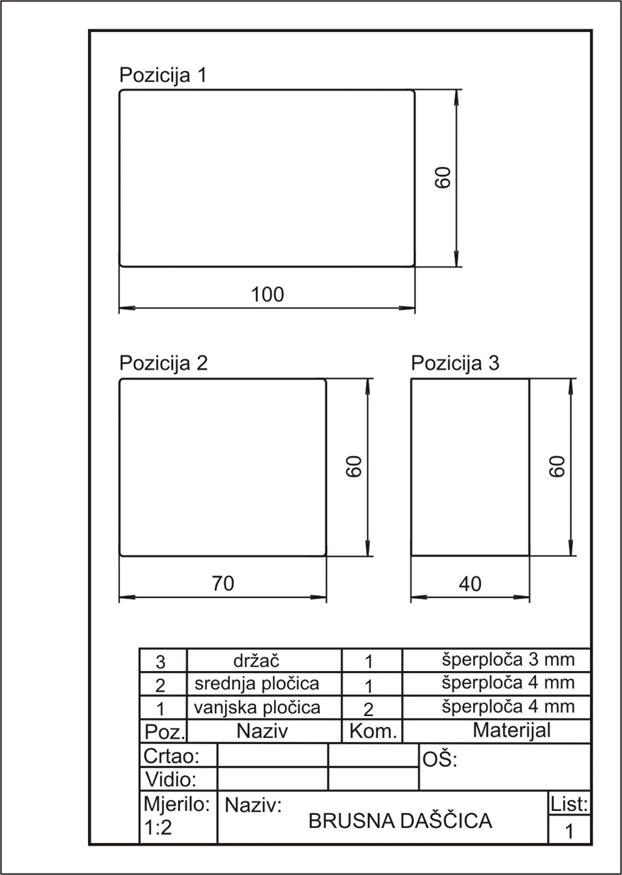 Pozicija 1
60
100
Pozicija 2
Pozicija 3
60
60
70
40
3 držač 1 šperploča 3 mm
2 srednja pločica 1 šperploča 4 mm
1 vanjska pločica 2 šperploča 4 mm
Poz. Naziv Kom. Materijal
Crtao: OŠ:
Vidio:
Mjerilo: Naziv: List:
1:2 BRUSNA DAŠČICA 1